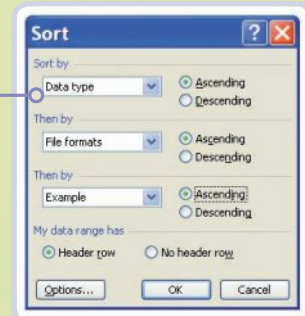 Sort
Sort by
Data type
Ascending
Descending
Then by
File formats
Ascending
Descending
Then by
Example
Ascending
Descending
My data range has
Header row
No header row
Options...
OK
Cancel